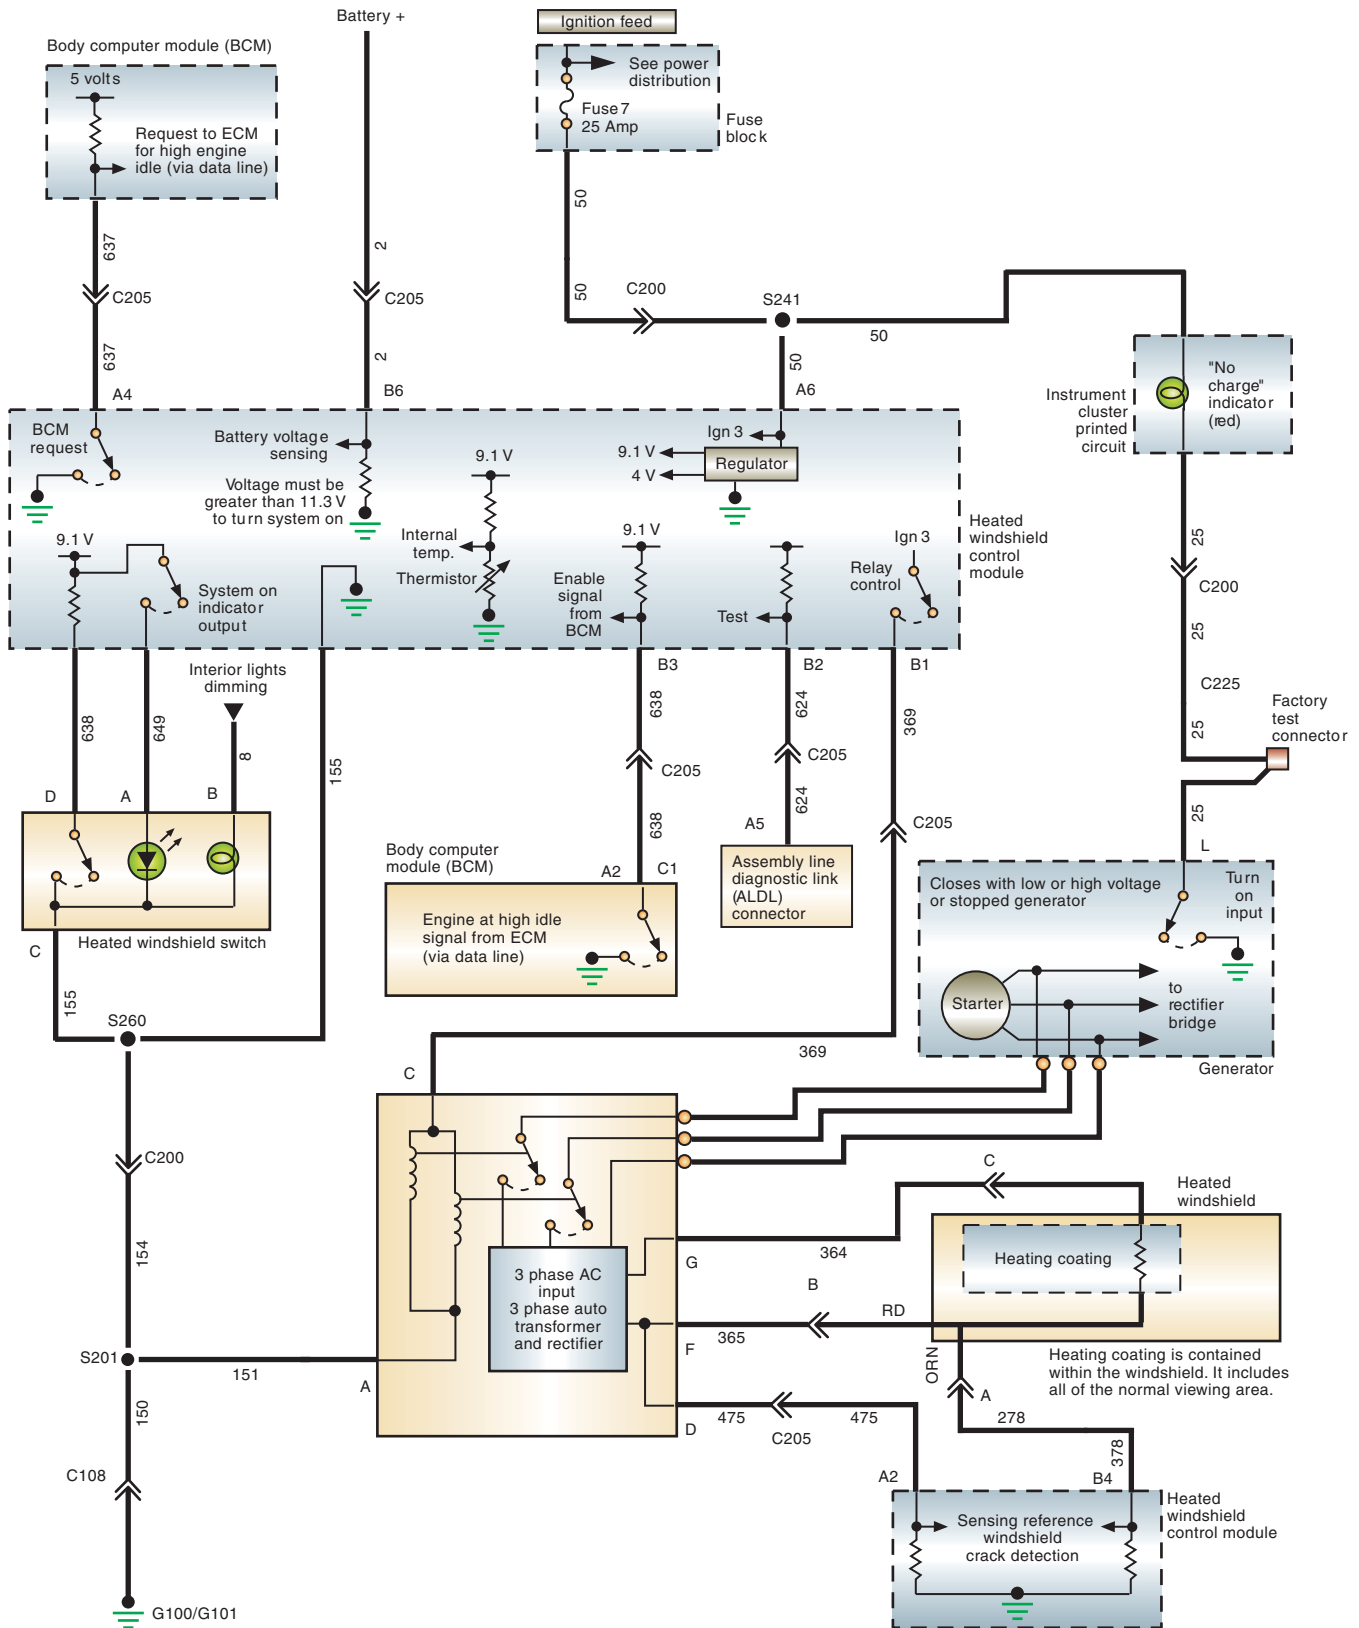 Battery +
Ignition feed
Body computer module (BCM)
5 volts
Request to ECM
for high engine
idle (via data line)
See power
distribution
Fuse 7
25 Amp
Fuse
block
637
2
50
C205
C205
50
C200
S241
50
637
2
50
A4
B6
A6
"No
charge"
indicator
(red)
Instrument
cluster
printed
circuit
BCM
request
Battery voltage
sensing
Voltage must be
greater than 11.3 V
to turn system on
9.1 V
Ign 3
9.1 V
4 V
Regulator
Internal
temp.
Thermistor
9.1 V
System on
indicator
output
9.1 V
Enable
signal
from
BCM
Test
Ign 3
Relay
control
Heated
windshield
control
module
25
C200
25
C225
25
Factory
test
connector
25
L
B3
B2
B1
Interior lights
dimming
638
649
8
155
638
624
369
C205
C205
C205
638
624
D
A
B
Heated windshield switch
C
155
Body computer
module (BCM)
A2
C1
Engine at high idle
signal from ECM
(via data line)
A5
Assembly line
diagnostic link
(ALDL)
connector
Closes with low or high voltage
or stopped generator
Turn
on
input
Starter
to
rectifier
bridge
Generator
S260
369
C
C200
154
3 phase AC
input
3 phase auto
transformer
and rectifier
G
364
C
Heated
windshield
Heating coating
B
RD
365
F
ORN
A
Heating coating is contained
within the windshield. It includes
all of the normal viewing area.
S201
151
A
150
D
475
C205
475
278
378
C108
A2
B4
Sensing reference
windshield
crack detection
Heated
windshield
control module
G100/G101